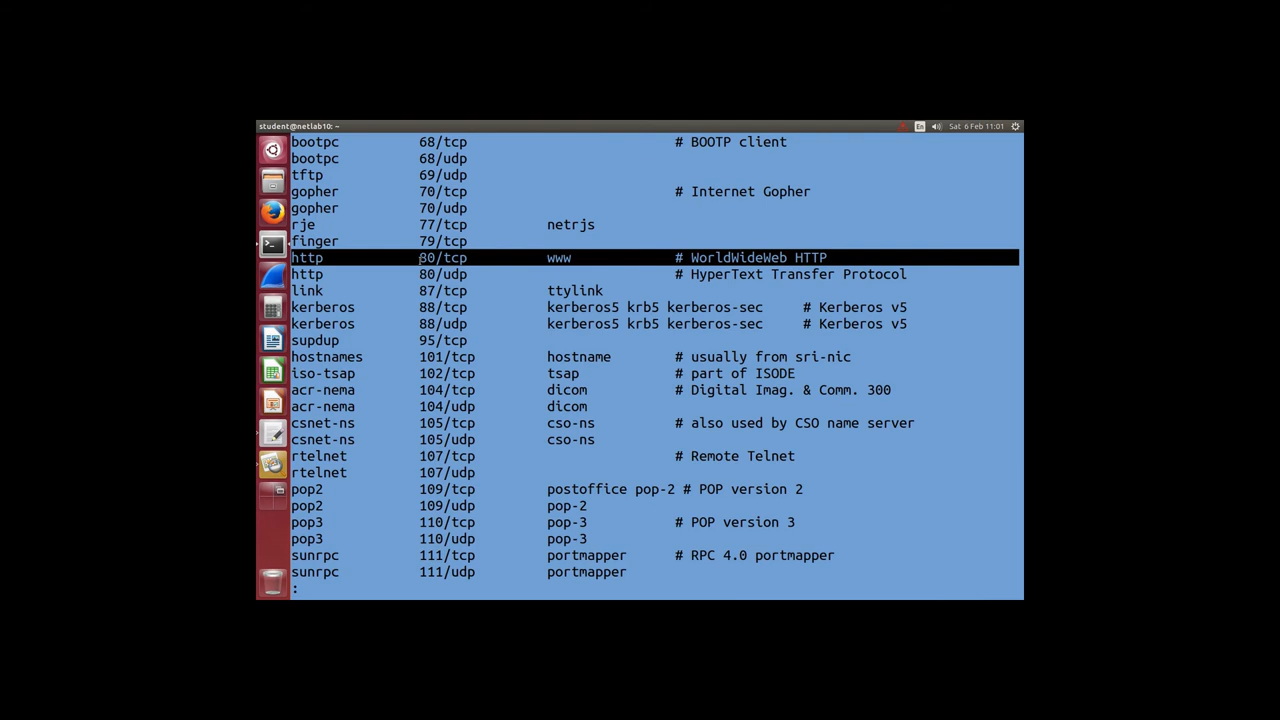 student@netlab10: ~ En Sat 6 Feb 11:01
bootpc 68/tcp # BOOTP client
bootpc 68/udp
tftp 69/udp
gopher 70/tcp # Internet Gopher
gopher 70/udp
rje 77/tcp netrjs
finger 79/tcp
http 80/tcp www # WorldWideWeb HTTP
http 80/udp # HyperText Transfer Protocol
link 87/tcp ttylink
kerberos 88/tcp kerberos5 krb5 kerberos-sec # Kerberos v5
kerberos 88/udp kerberos5 krb5 kerberos-sec # Kerberos v5
supdup 95/tcp
hostnames 101/tcp hostname # usually from sri-nic
iso-tsap 102/tcp tsap # part of ISODE
acr-nema 104/tcp dicom # Digital Imag. & Comm. 300
acr-nema 104/udp dicom
csnet-ns 105/tcp cso-ns # also used by CSO name server
csnet-ns 105/udp cso-ns
rtelnet 107/tcp # Remote Telnet
rtelnet 107/udp
pop2 109/tcp postoffice pop-2 # POP version 2
pop2 109/udp pop-2
pop3 110/tcp pop-3 # POP version 3
pop3 110/udp pop-3
sunrpc 111/tcp portmapper # RPC 4.0 portmapper
sunrpc 111/udp portmapper
: